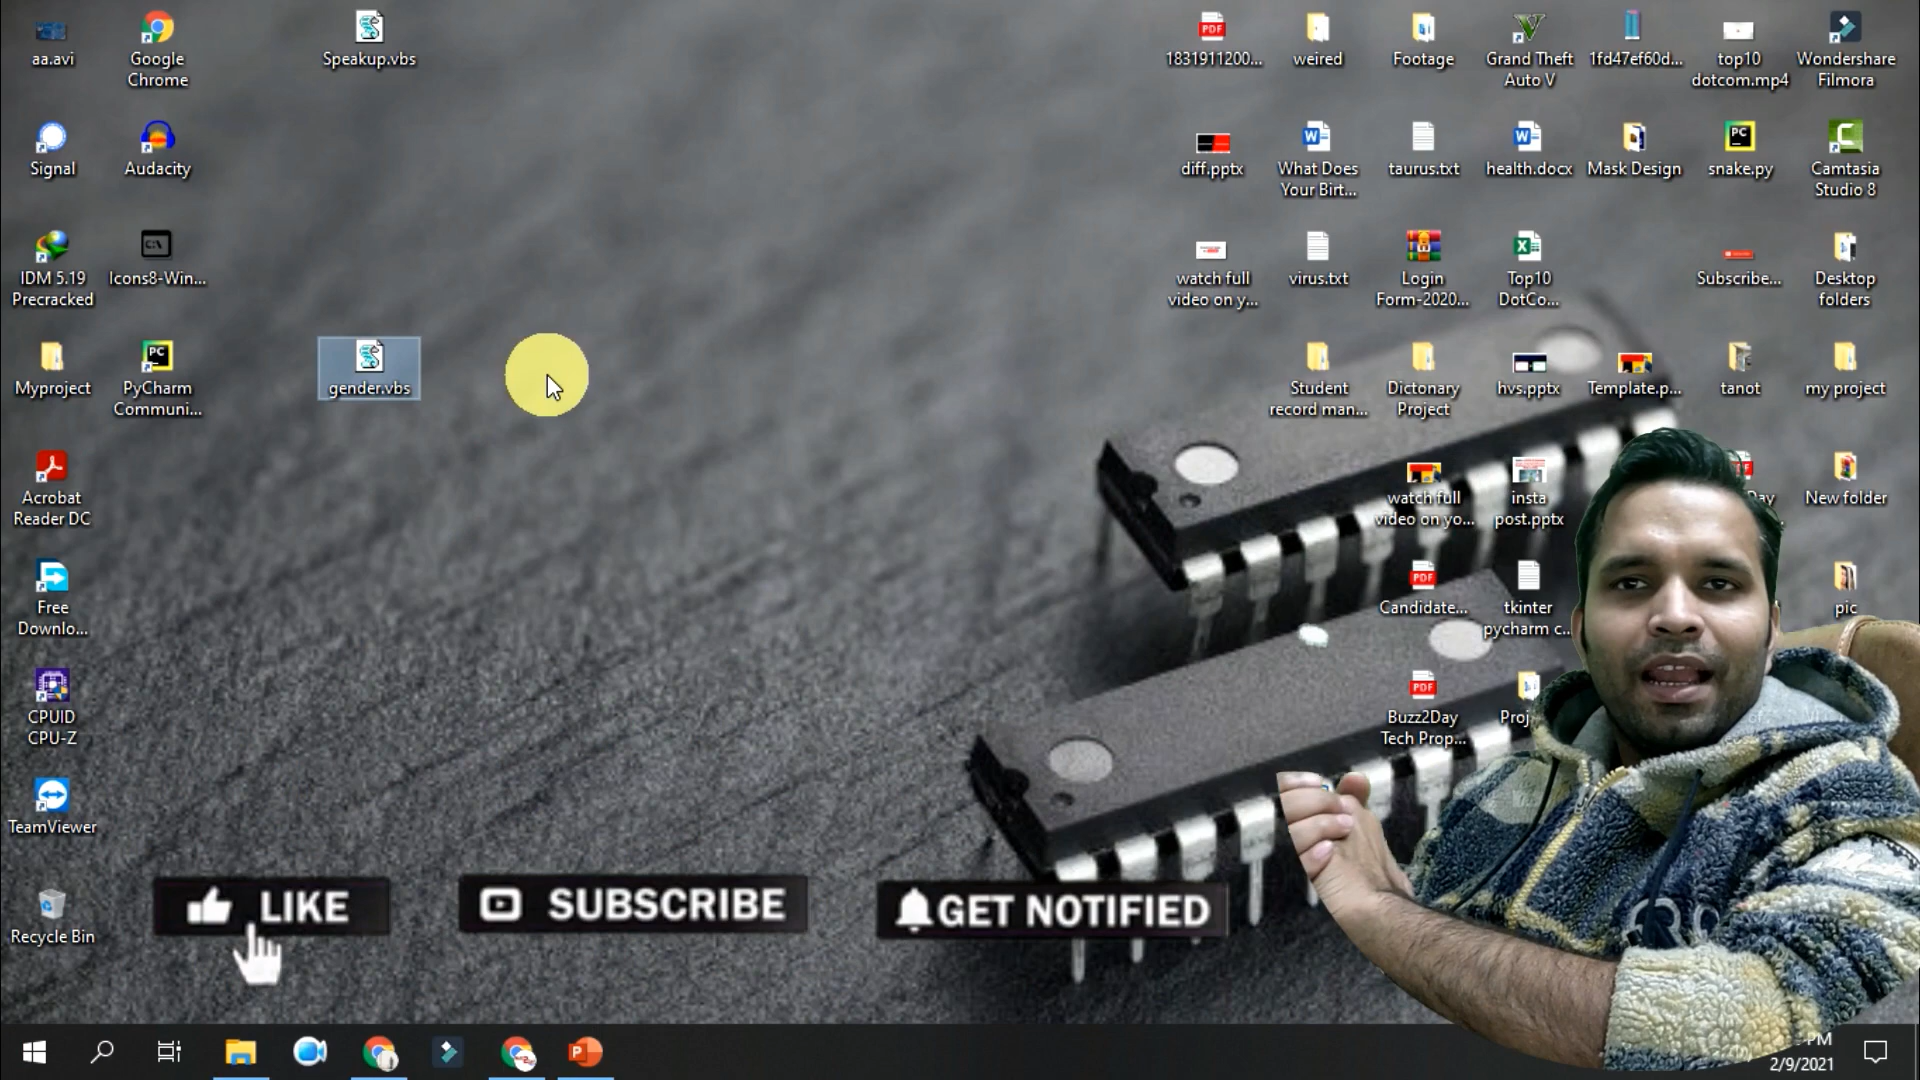 aa.avi
Google
Chrome
Speakup.vbs
1831911200...
weired
Footage
Grand Theft
Auto V
1fd47ef60d...
top10
dotcom.mp4
Wondershare
Filmora
Signal
Audacity
diff.pptx
What Does
Your Birt...
taurus.txt
health.docx
Mask Design
snake.py
Camtasia
Studio 8
IDM 5.19
Precracked
Icons8-Win...
watch full
video on y...
virus.txt
Login
Form-2020...
Top10
DotCo...
Subscribe...
Desktop
folders
Myproject
PyCharm
Communi...
gender.vbs
Student
record man...
Dictonary
Project
hvs.pptx
Template.p...
tanot
my project
Acrobat
Reader DC
watch full
video on yo...
insta
post.pptx
Day
New folder
Free
Downlo...
Candidate...
tkinter
pycharm c...
pic
CPUID
CPU-Z
Buzz2Day
Tech Prop...
Proj
TeamViewer
Recycle Bin
LIKE
SUBSCRIBE
GET NOTIFIED
PM
2/9/2021